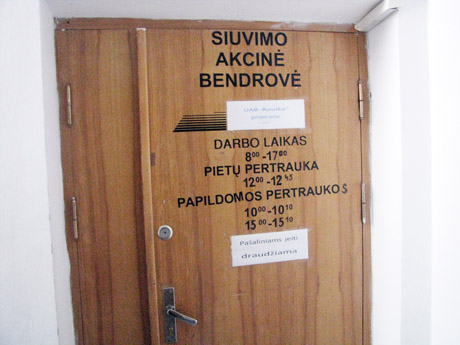 SIUVIMO
AKCINĖ
BENDROVĖ
UAB
DARBO LAIKAS
8⁰⁰-17⁰⁰
PIETŲ PERTRAUKA
12⁰⁰-12⁴⁵
PAPILDOMOS PERTRAUKOS
10⁰⁰-10¹⁰
15⁰⁰-15¹⁰
Pašaliniams įeiti
draudžiama